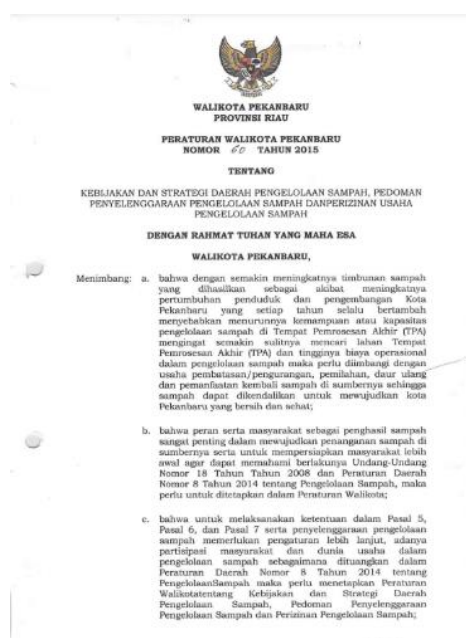 WALIKOTA PEKANBARU
PROVINSI RIAU
PERATURAN WALIKOTA PEKANBARU
NOMOR 60 TAHUN 2015
TENTANG
KEBIJAKAN DAN STRATEGI DAERAH PENGELOLAAN SAMPAH, PEDOMAN
PENYELENGGARAAN PENGELOLAAN SAMPAH DANPERIZINAN USAHA
PENGELOLAAN SAMPAH
DENGAN RAHMAT TUHAN YANG MAHA ESA
WALIKOTA PEKANBARU,
Menimbang: a. bahwa dengan semakin meningkatnya timbunan sampah
yang dihasilkan sebagai akibat meningkatnya
pertumbuhan penduduk dan pengembangan Kota
Pekanbaru yang setiap tahun selalu bertambah
menyebabkan menurunnya kemampuan atau kapasitas
pengelolaan sampah di Tempat Pemrosesan Akhir (TPA)
mengingat semakin sulitnya mencari lahan Tempat
Pemrosesan Akhir (TPA) dan tingginya biaya operasional
dalam pengelolaan sampah maka perlu diimbangi dengan
usaha pembatasan/pengurangan, pemilahan, daur ulang
dan pemanfaatan kembali sampah di sumbernya sehingga
sampah dapat dikendalikan untuk mewujudkan kota
Pekanbaru yang bersih dan sehat;
b. bahwa peran serta masyarakat sebagai penghasil sampah
sangat penting dalam mewujudkan penanganan sampah di
sumbernya serta untuk mempersiapkan masyarakat lebih
awal agar dapat memahami berlakunya Undang-Undang
Nomor 18 Tahun Tahun 2008 dan Peraturan Daerah
Nomor 8 Tahun 2014 tentang Pengelolaan Sampah, maka
perlu untuk ditetapkan dalam Peraturan Walikota;
c. bahwa untuk melaksanakan ketentuan dalam Pasal 5,
Pasal 6, dan Pasal 7 serta penyelenggaraan pengelolaan
sampah memerlukan pengaturan lebih lanjut, adanya
partisipasi masyarakat dan dunia usaha dalam
pengelolaan sampah sebagaimana dituangkan dalam
Peraturan Daerah Nomor 8 Tahun 2014 tentang
PengelolaanSampah maka perlu menetapkan Peraturan
Walikotatentang Kebijakan dan Strategi Daerah
Pengelolaan Sampah, Pedoman Penyelenggaraan
Pengelolaan Sampah dan Perizinan Pengelolaan Sampah;